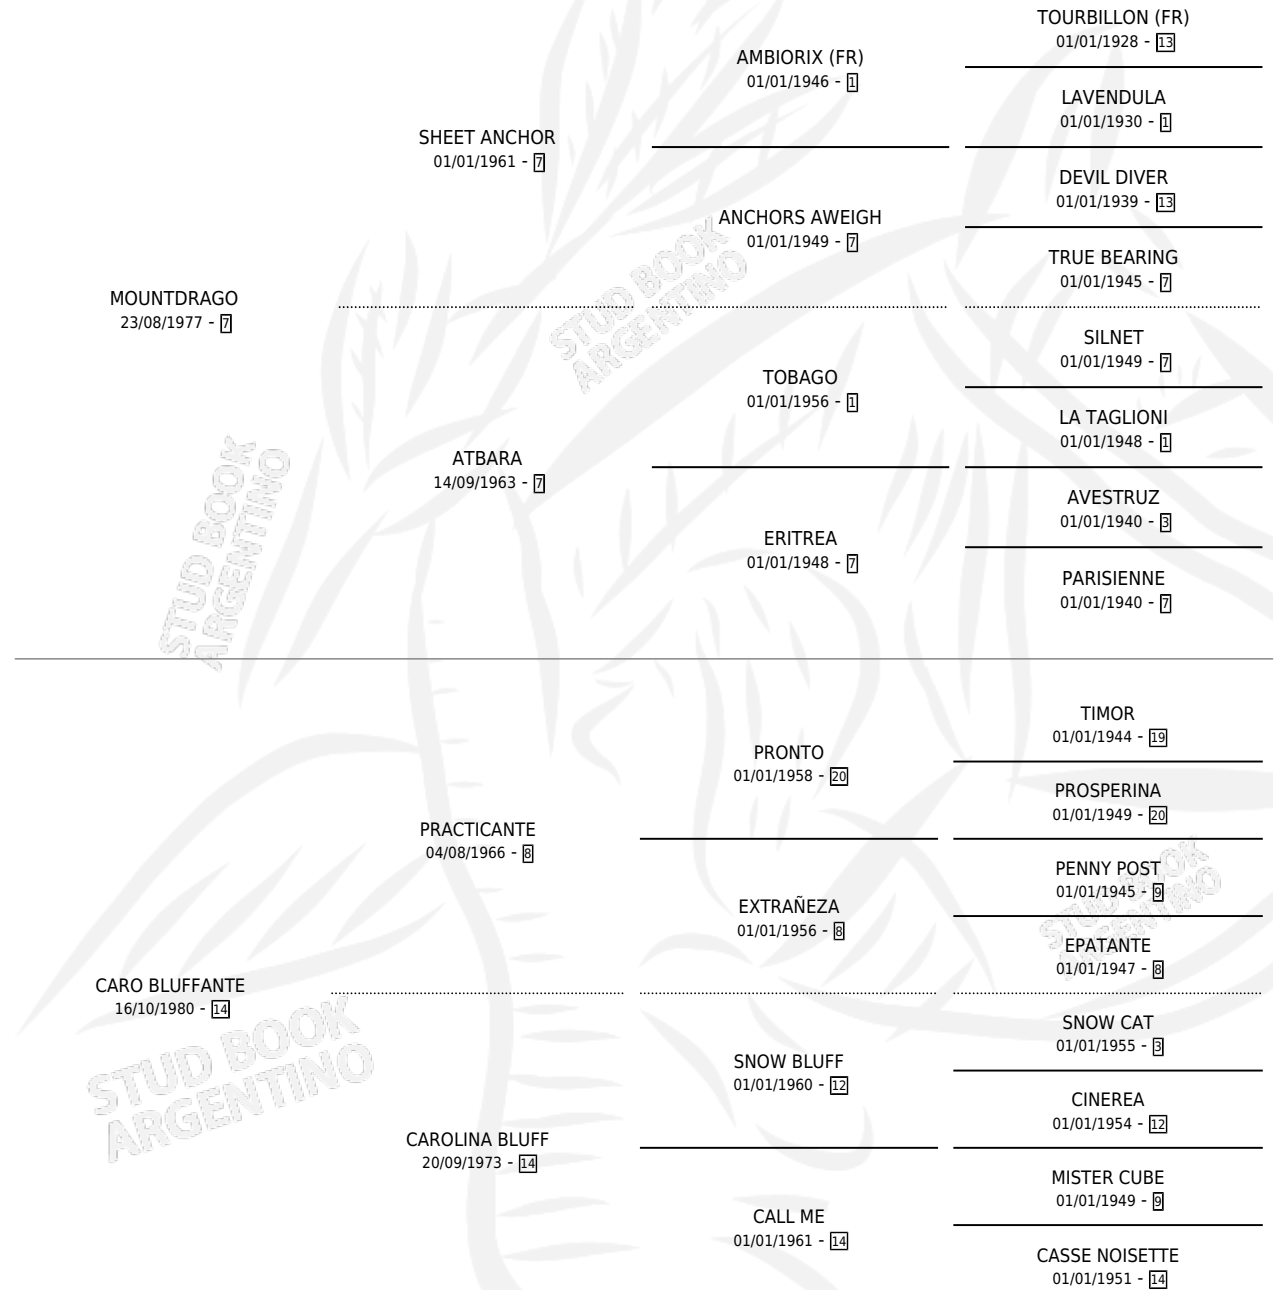 TOURBILLON (FR)
01/01/1928 - 13
AMBIORIX (FR)
01/01/1946 - 1
LAVENDULA
01/01/1930 - 1
SHEET ANCHOR
01/01/1961 - 7
DEVIL DIVER
01/01/1939 - 13
ANCHORS AWEIGH
01/01/1949 - 7
TRUE BEARING
01/01/1945 - 7
MOUNTDRAGO
23/08/1977 - 7
SILNET
01/01/1949 - 7
TOBAGO
01/01/1956 - 1
LA TAGLIONI
01/01/1948 - 1
ATBARA
14/09/1963 - 7
AVESTRUZ
01/01/1940 - 3
ERITREA
01/01/1948 - 7
PARISIENNE
01/01/1940 - 7
TIMOR
01/01/1944 - 19
PRONTO
01/01/1958 - 20
PROSPERINA
01/01/1949 - 20
PRACTICANTE
04/08/1966 - 8
PENNY POST
01/01/1945 - 9
EXTRAÑEZA
01/01/1956 - 8
EPATANTE
01/01/1947 - 8
CARO BLUFFANTE
16/10/1980 - 14
SNOW CAT
01/01/1955 - 3
SNOW BLUFF
01/01/1960 - 12
CINEREA
01/01/1954 - 12
CAROLINA BLUFF
20/09/1973 - 14
MISTER CUBE
01/01/1949 - 9
CALL ME
01/01/1961 - 14
CASSE NOISETTE
01/01/1951 - 14
STUD BOOK
ARGENTINO
STUD BOOK
ARGENTINO
STUD BOOK
ARGENTINO
STUD BOOK
ARGENTINO